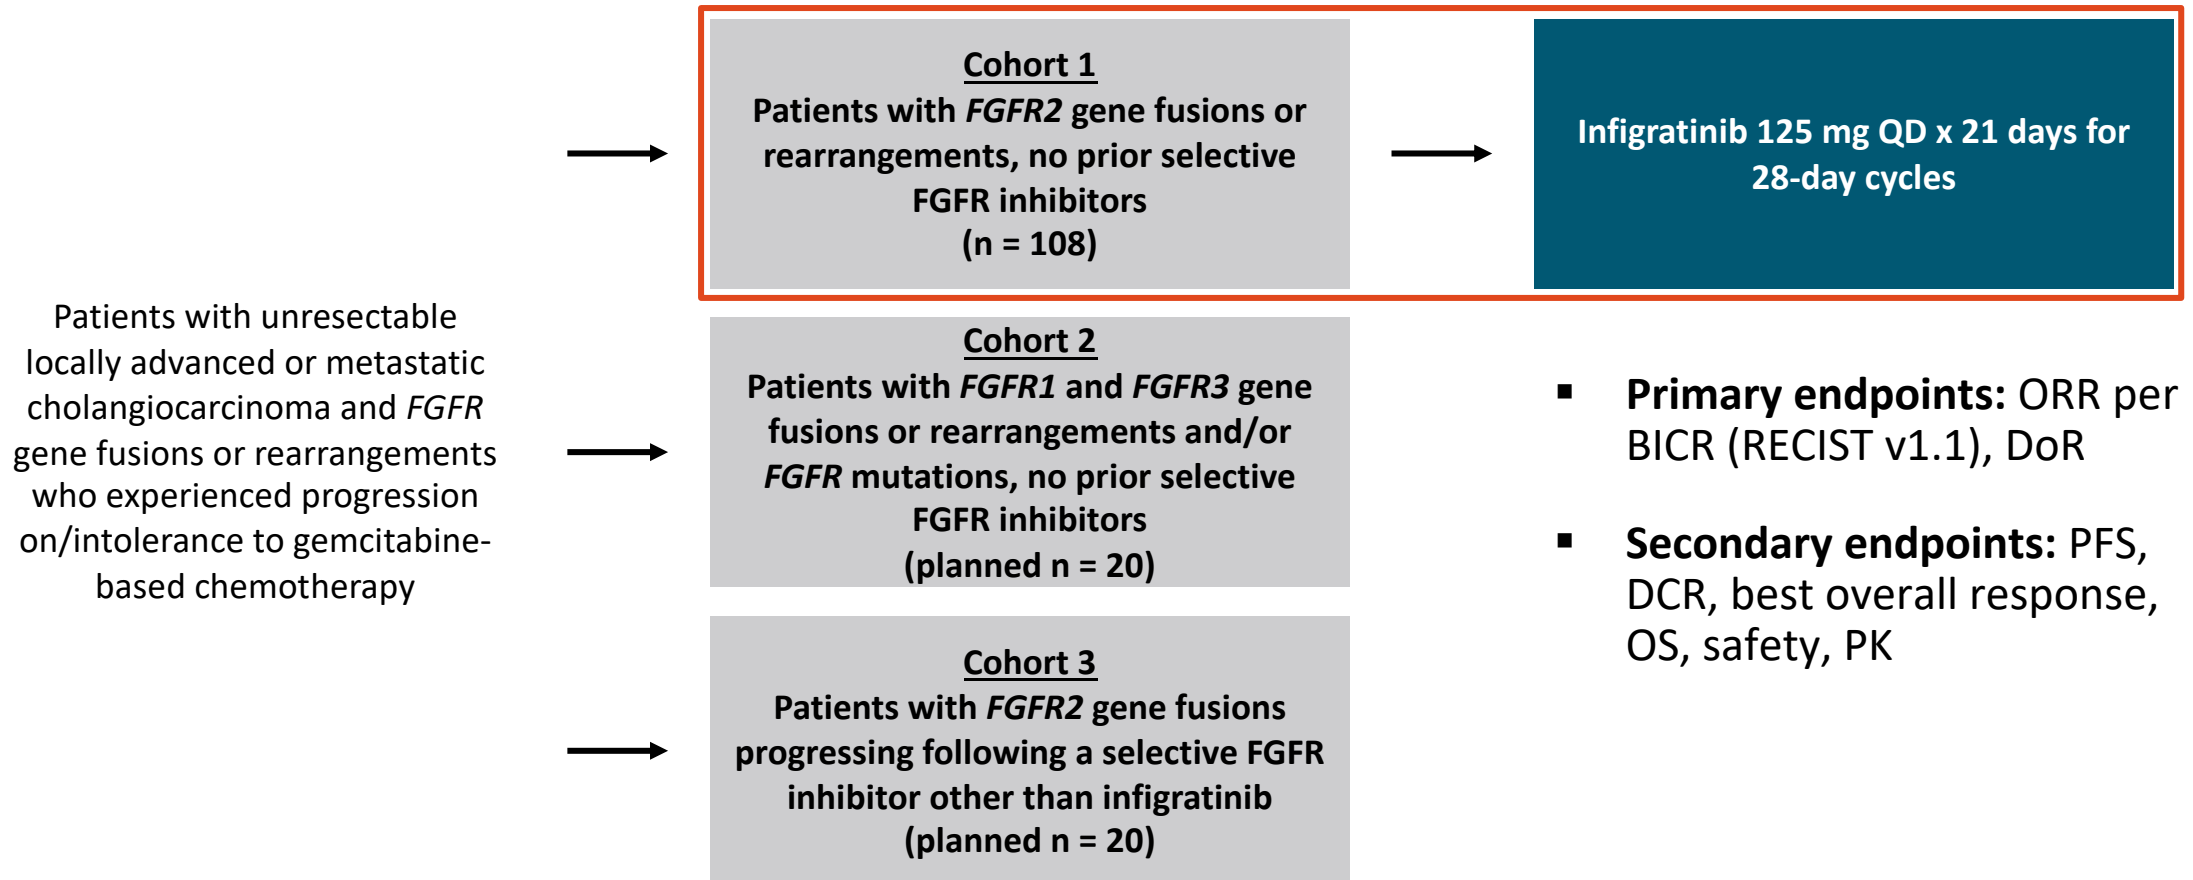 Patients with unresectable
locally advanced or metastatic
cholangiocarcinoma and FGFR
gene fusions or rearrangements
who experienced progression
on/intolerance to gemcitabine-
based chemotherapy
Cohort 1
Patients with FGFR2 gene fusions or
rearrangements, no prior selective
FGFR inhibitors
(n = 108)
Infigratinib 125 mg QD x 21 days for
28-day cycles
Cohort 2
Patients with FGFR1 and FGFR3 gene
fusions or rearrangements and/or
FGFR mutations, no prior selective
FGFR inhibitors
(planned n = 20)
Cohort 3
Patients with FGFR2 gene fusions
progressing following a selective FGFR
inhibitor other than infigratinib
(planned n = 20)
▪ Primary endpoints: ORR per
BICR (RECIST v1.1), DoR
▪ Secondary endpoints: PFS,
DCR, best overall response,
OS, safety, PK